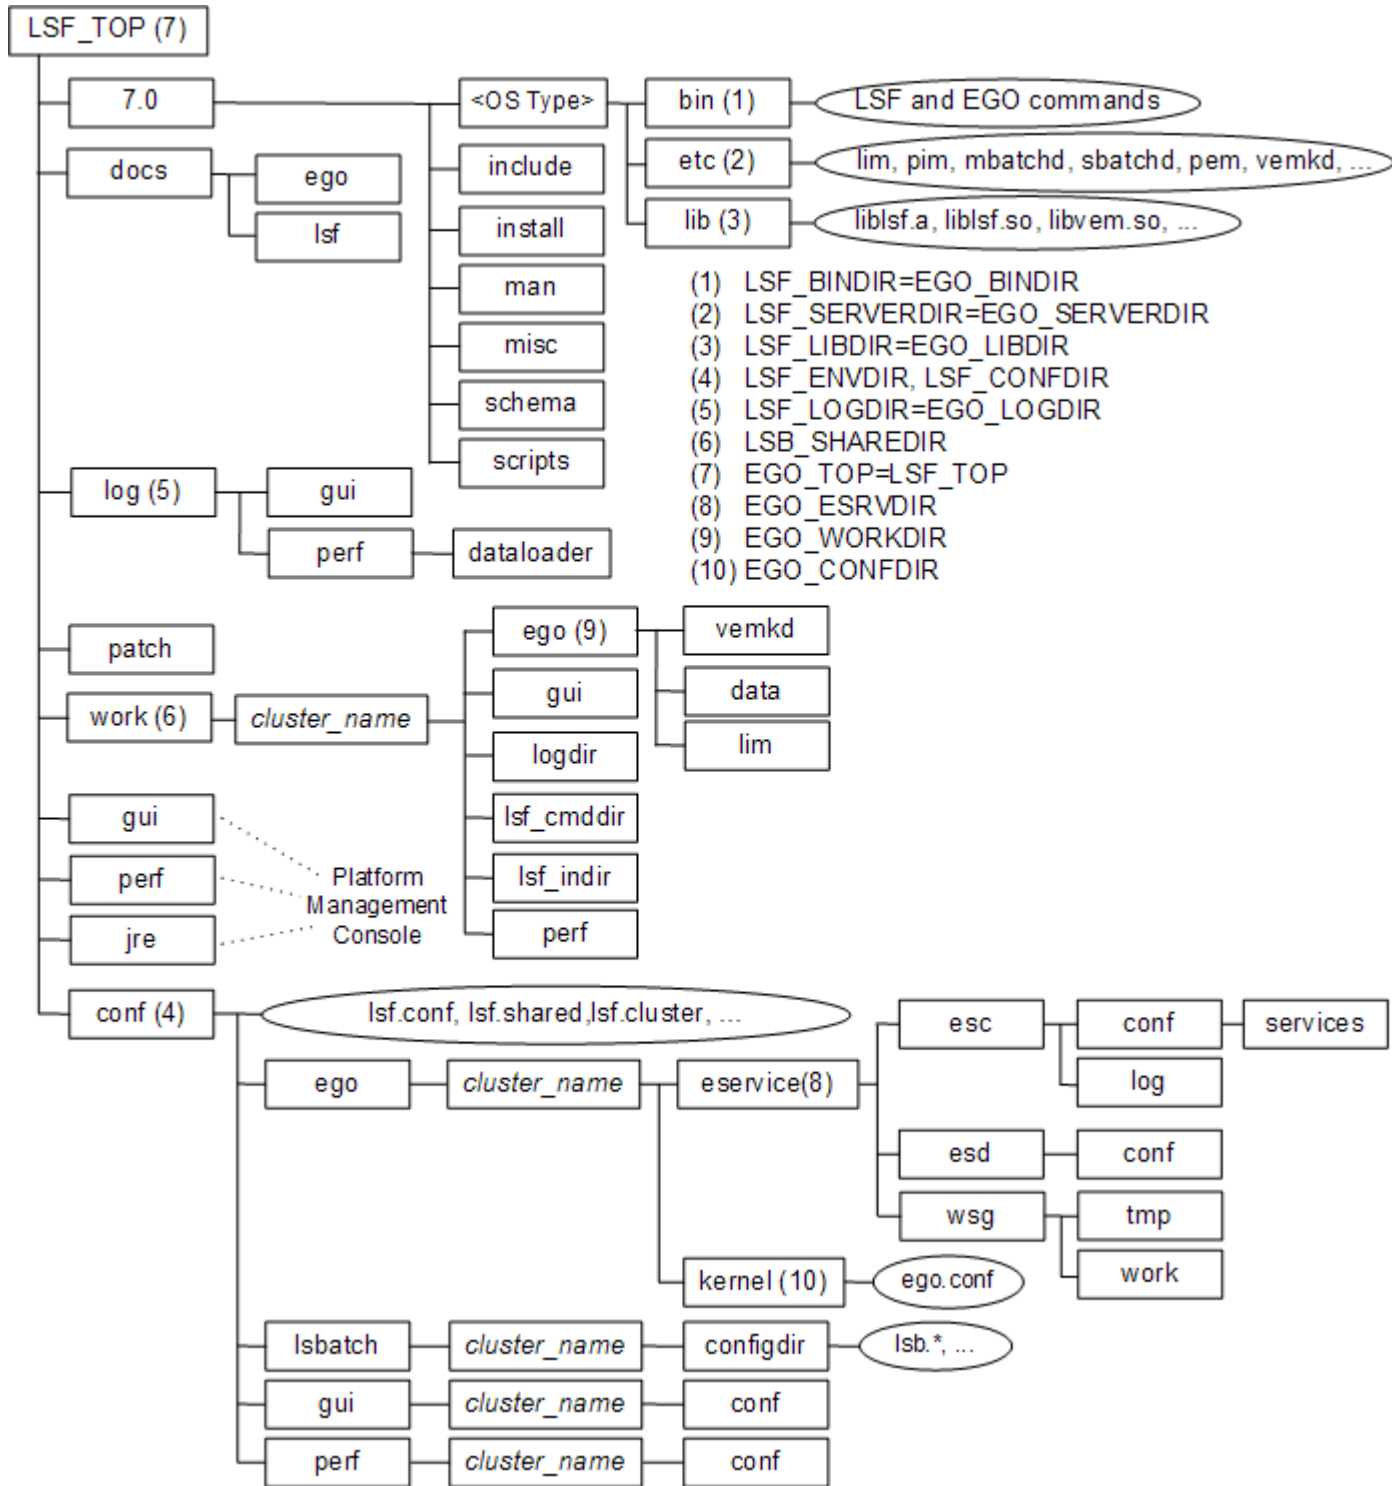 LSF_TOP (7)
7.0
<OS Type>
bin (1)
LSF and EGO commands
docs
ego
lsf
include
etc (2)
lim, pim, mbatchd, sbatchd, pem, vemkd, ...
install
lib (3)
liblsf.a, liblsf.so, libvem.so, ...
man
misc
schema
scripts
(1) LSF_BINDIR=EGO_BINDIR
(2) LSF_SERVERDIR=EGO_SERVERDIR
(3) LSF_LIBDIR=EGO_LIBDIR
(4) LSF_ENVDIR, LSF_CONFDIR
(5) LSF_LOGDIR=EGO_LOGDIR
(6) LSB_SHAREDIR
(7) EGO_TOP=LSF_TOP
(8) EGO_ESRVDIR
(9) EGO_WORKDIR
(10) EGO_CONFDIR
log (5)
gui
perf
dataloader
patch
work (6)
cluster_name
ego (9)
vemkd
data
lim
gui
logdir
lsf_cmddir
lsf_indir
perf
gui
perf
jre
Platform
Management
Console
conf (4)
lsf.conf, lsf.shared,lsf.cluster, ...
ego
cluster_name
eservice(8)
esc
conf
services
log
esd
conf
wsg
tmp
work
kernel (10)
ego.conf
lsbatch
cluster_name
configdir
lsb.*, ...
gui
cluster_name
conf
perf
cluster_name
conf